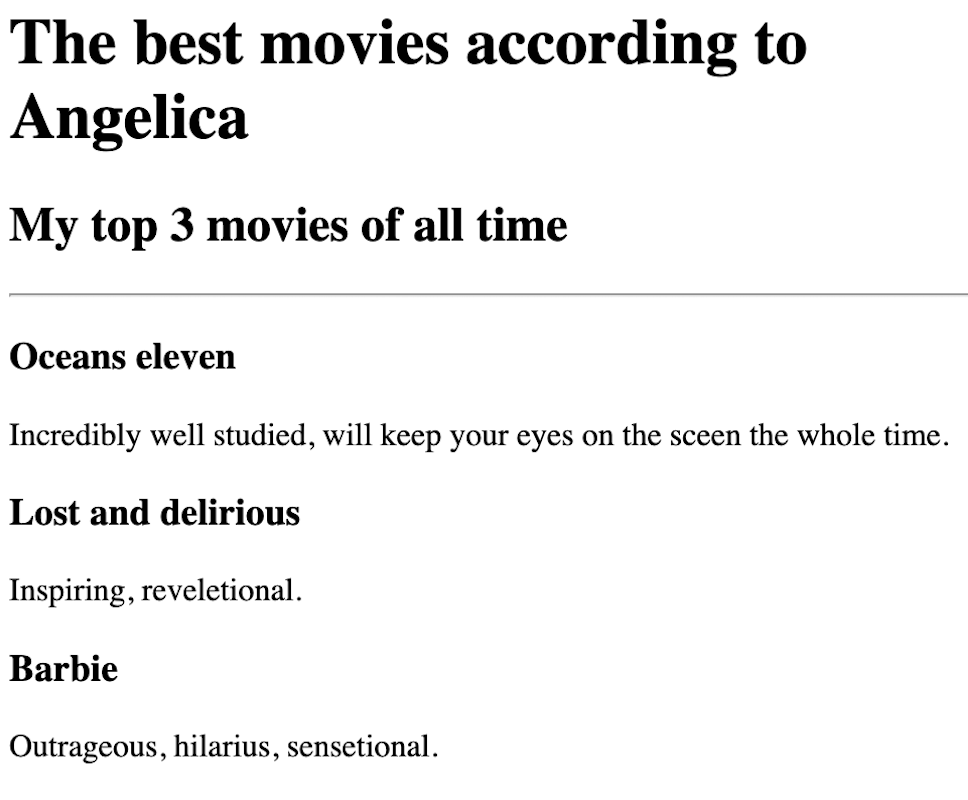 The best movies according to
Angelica
My top 3 movies of all time
Oceans eleven
Incredibly well studied, will keep your eyes on the sceen the whole time.
Lost and delirious
Inspiring, reveletional.
Barbie
Outrageous, hilarius, sensetional.